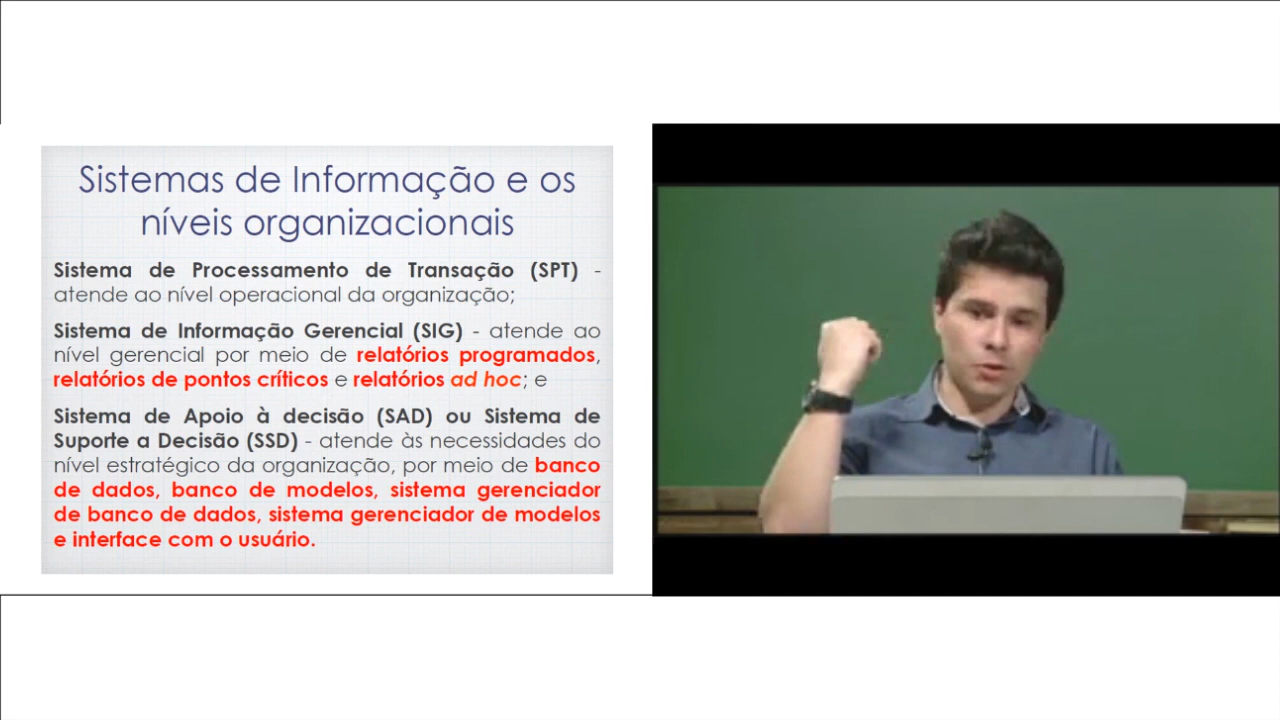 Sistemas de Informação e os
níveis organizacionais
Sistema de Processamento de Transação (SPT) -
atende ao nível operacional da organização;
Sistema de Informação Gerencial (SIG) - atende ao
nível gerencial por meio de relatórios programados,
relatórios de pontos críticos e relatórios ad hoc; e
Sistema de Apoio à decisão (SAD) ou Sistema de
Suporte a Decisão (SSD) - atende às necessidades do
nível estratégico da organização, por meio de banco
de dados, banco de modelos, sistema gerenciador
de banco de dados, sistema gerenciador de modelos
e interface com o usuário.